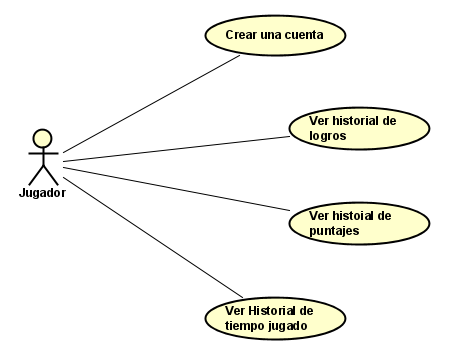 Crear una cuenta
Ver historial de
logros
Jugador
Ver histoial de
puntajes
Ver Historial de
tiempo jugado